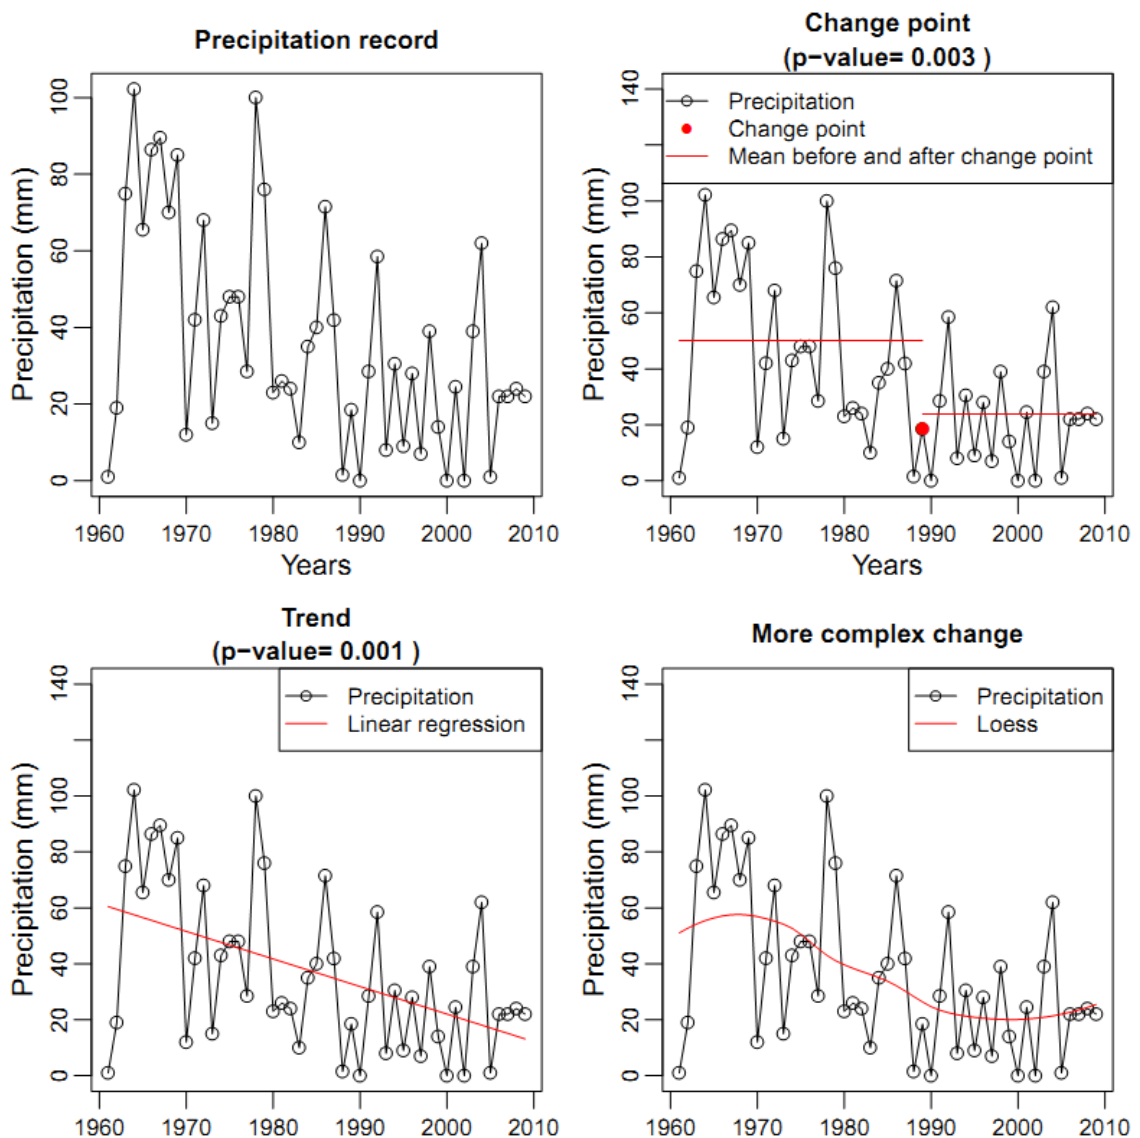 Precipitation record
Precipitation (mm)
100
80
60
40
20
0
1960 1970 1980 1990 2000 2010
Years
Change point
(p−value= 0.003 )
Precipitation (mm)
140
100
80
60
40
20
0
Precipitation
Change point
Mean before and after change point
1960 1970 1980 1990 2000 2010
Years
Trend
(p−value= 0.001 )
Precipitation (mm)
140
100
80
60
40
20
0
Precipitation
Linear regression
1960 1970 1980 1990 2000 2010
More complex change
Precipitation (mm)
140
100
80
60
40
20
0
Precipitation
Loess
1960 1970 1980 1990 2000 2010